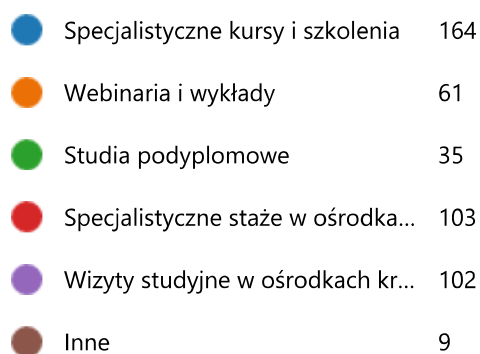 Specjalistyczne kursy i szkolenia 164
Webinaria i wykłady 61
Studia podyplomowe 35
Specjalistyczne staże w ośrodka... 103
Wizyty studyjne w ośrodkach kr... 102
Inne 9